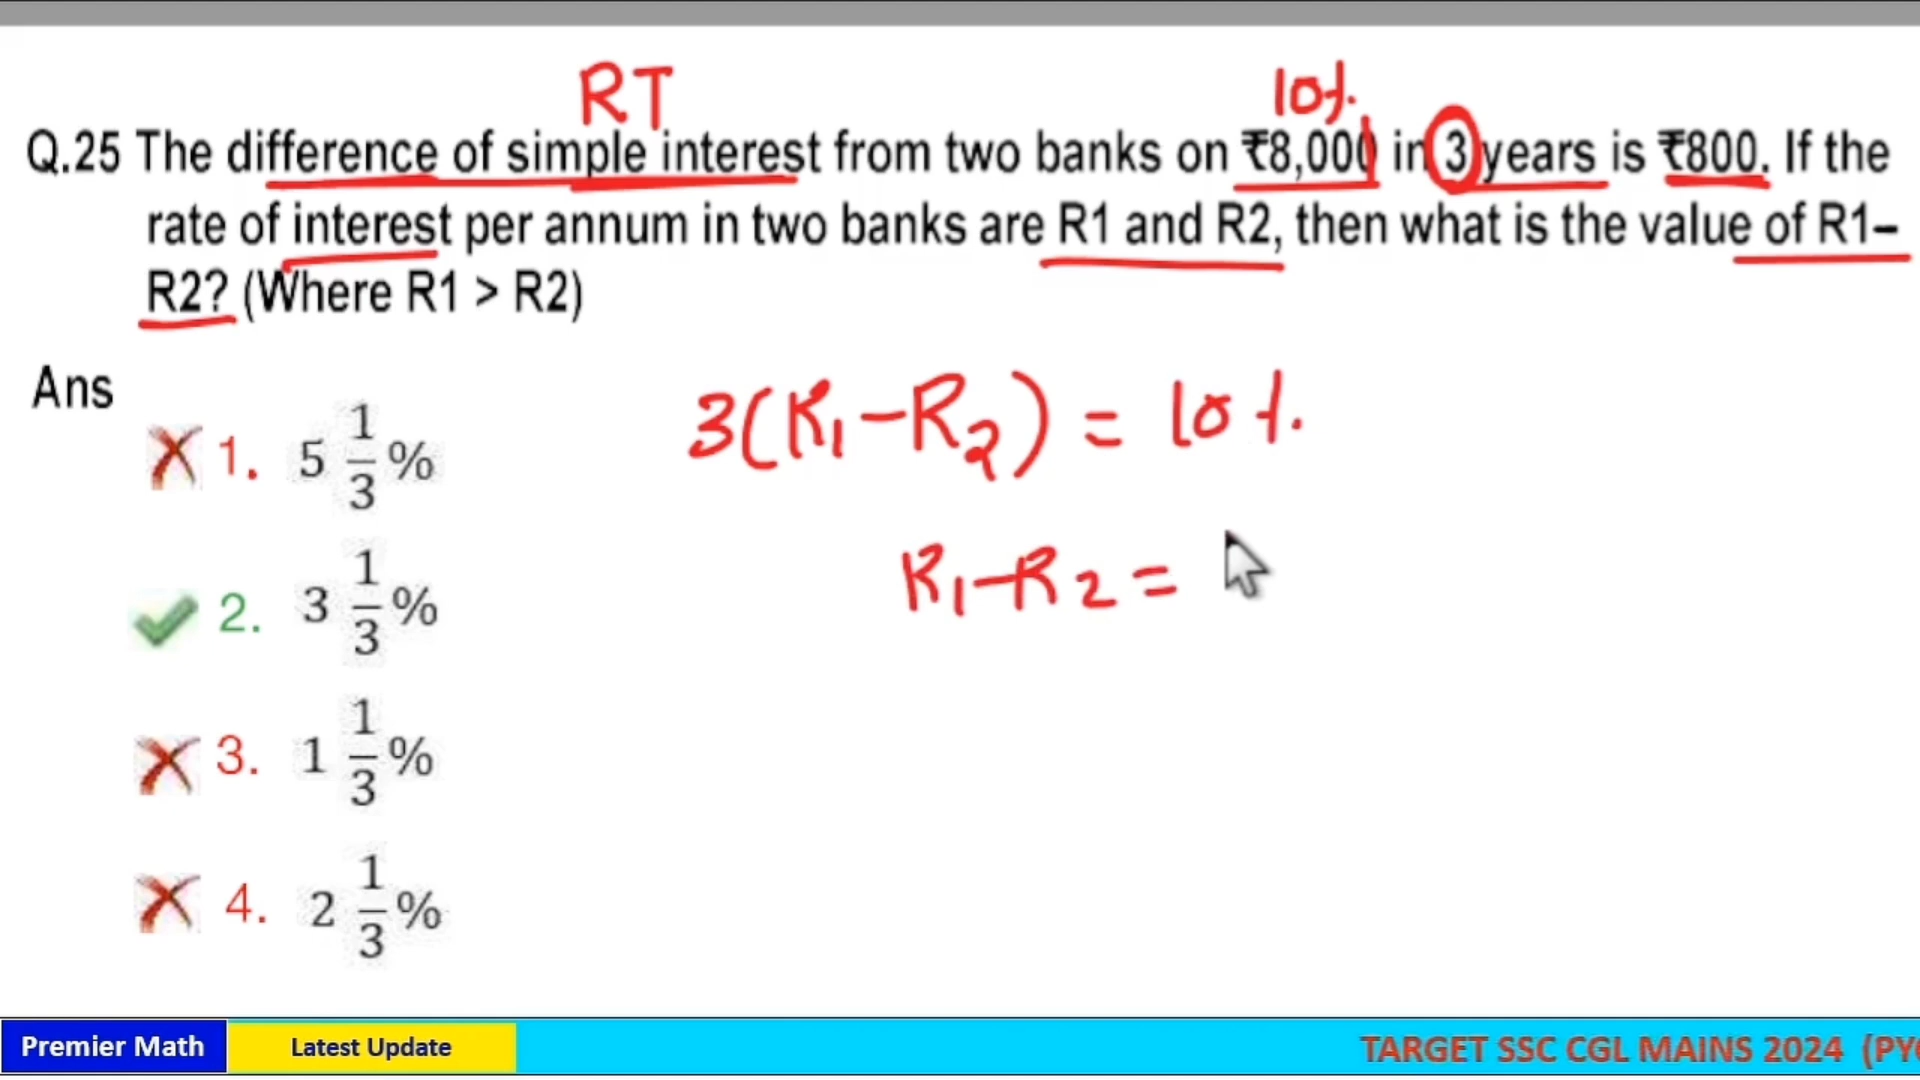 RT
10%
Q.25 The difference of simple interest from two banks on ₹8,000 in 3 years is ₹800. If the
rate of interest per annum in two banks are R1 and R2, then what is the value of R1–
R2? (Where R1 > R2)
Ans
1. 5 1/3 %
3(R₁-R₂) = 10 %.
2. 3 1/3 %
R₁-R₂ =
3. 1 1/3 %
4. 2 1/3 %
Premier Math
Latest Update
TARGET SSC CGL MAINS 2024